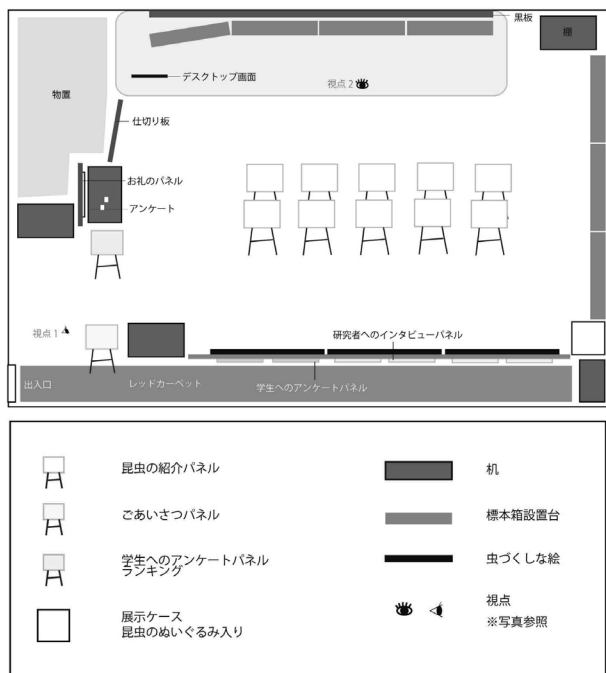 黒板
棚
デスクトップ画面
視点 2
物置
仕切り板
お礼のパネル
アンケート
視点 1
研究者へのインタビューパネル
出入口
レッドカーペット
学生へのアンケートパネル
昆虫の紹介パネル
机
ごあいさつパネル
標本箱設置台
学生へのアンケートパネル
ランキング
虫づくしな絵
展示ケース
昆虫のぬいぐるみ入り
視点
※写真参照